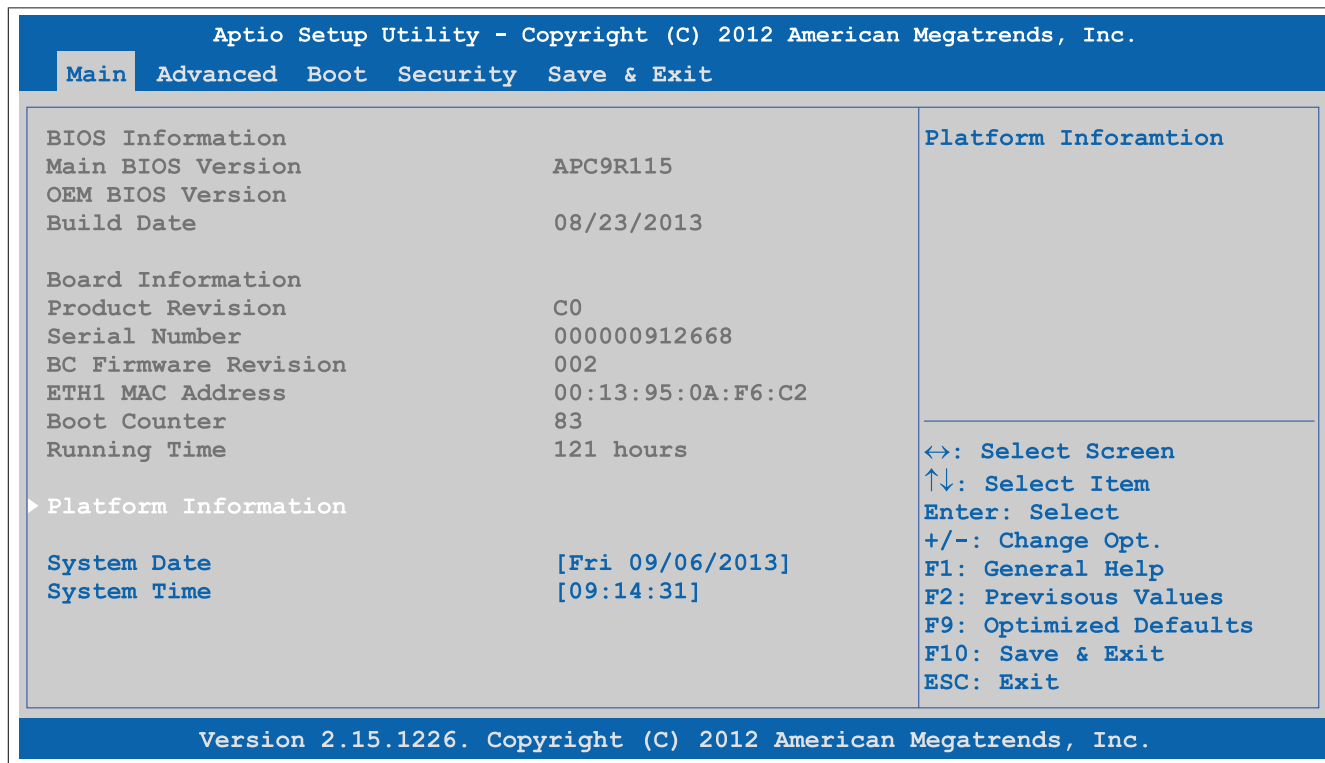 Aptio Setup Utility - Copyright (C) 2012 American Megatrends, Inc.
Main Advanced Boot Security Save & Exit
BIOS Information
Main BIOS Version APC9R115
OEM BIOS Version
Build Date 08/23/2013
Board Information
Product Revision C0
Serial Number 000000912668
BC Firmware Revision 002
ETH1 MAC Address 00:13:95:0A:F6:C2
Boot Counter 83
Running Time 121 hours
Platform Information
System Date [Fri 09/06/2013]
System Time [09:14:31]
Platform Inforamtion
↔: Select Screen
↑↓: Select Item
Enter: Select
+/-: Change Opt.
F1: General Help
F2: Previsous Values
F9: Optimized Defaults
F10: Save & Exit
ESC: Exit
Version 2.15.1226. Copyright (C) 2012 American Megatrends, Inc.